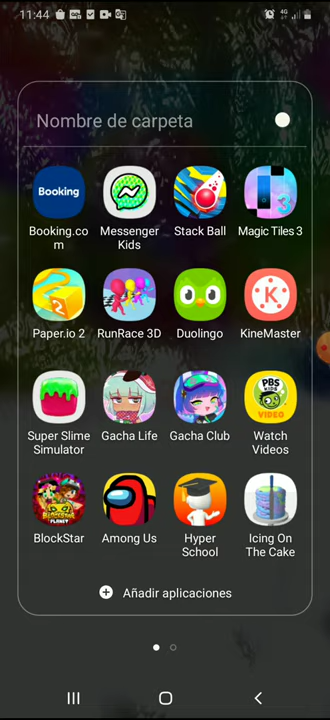 11:44
4G
Nombre de carpeta
Booking
3
Booking.co
m
Messenger
Kids
Stack Ball
Magic Tiles 3
2
K
Paper.io 2
RunRace 3D
Duolingo
KineMaster
PBS
KIDS
VIDEO
Super Slime
Simulator
Gacha Life
Gacha Club
Watch
Videos
BLOCKSTAR
PLANET
BlockStar
Among Us
Hyper
School
Icing On
The Cake
Añadir aplicaciones